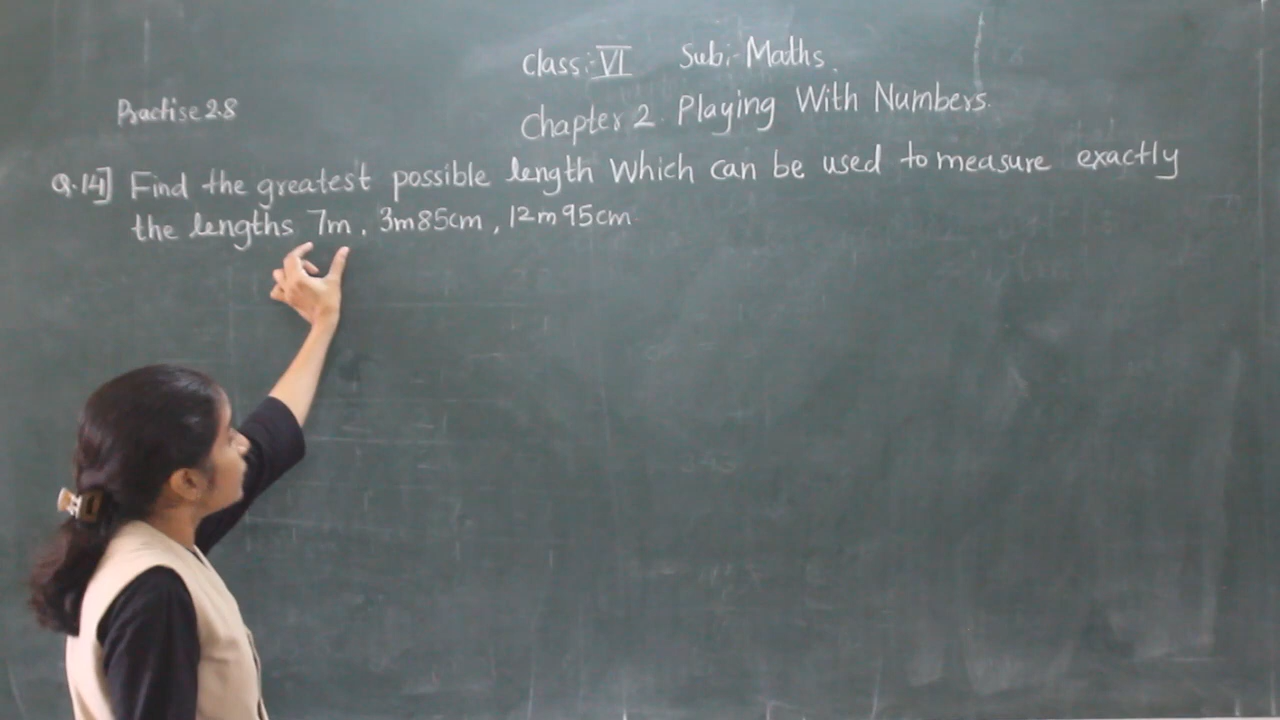 Class:- VI Sub:- Maths.
Chapter 2. Playing With Numbers.
Practise 2.8
Q.14] Find the greatest possible length Which can be used to measure exactly
the lengths 7m, 3m85cm, 12m95cm.